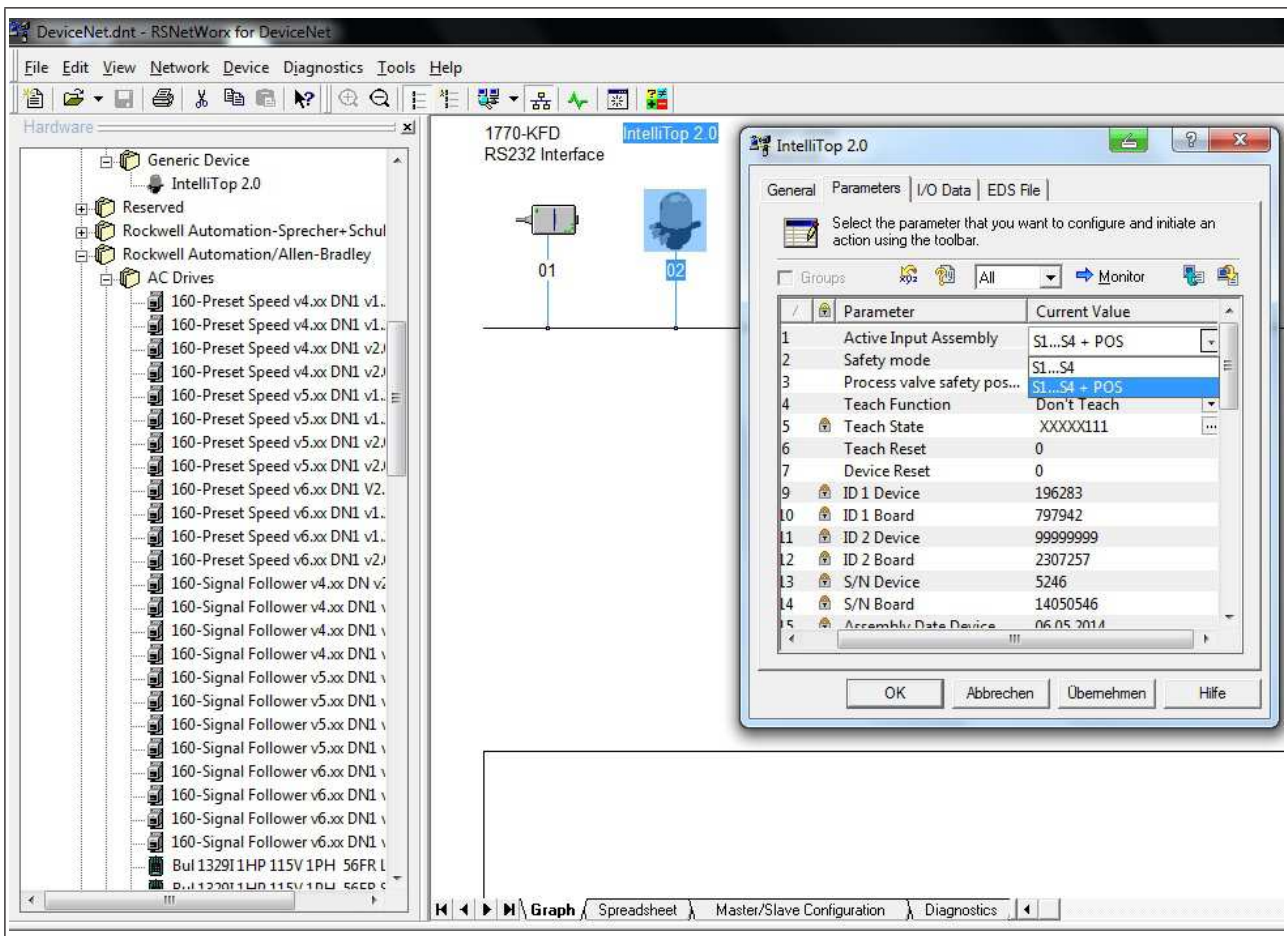 DeviceNet.dnt - RSNetWorx for DeviceNet
File Edit View Network Device Diagnostics Tools Help
Hardware
Generic Device
IntelliTop 2.0
Reserved
Rockwell Automation-Sprecher+Schul
Rockwell Automation/Allen-Bradley
AC Drives
160-Preset Speed v4.xx DN1 v1.
160-Preset Speed v4.xx DN1 v1.
160-Preset Speed v4.xx DN1 v2.
160-Preset Speed v4.xx DN1 v2.
160-Preset Speed v5.xx DN1 v1.
160-Preset Speed v5.xx DN1 v1.
160-Preset Speed v5.xx DN1 v2.
160-Preset Speed v5.xx DN1 v2.
160-Preset Speed v6.xx DN1 V2.
160-Preset Speed v6.xx DN1 v1.
160-Preset Speed v6.xx DN1 v1.
160-Preset Speed v6.xx DN1 v2.
160-Signal Follower v4.xx DN v2
160-Signal Follower v4.xx DN1 v
160-Signal Follower v4.xx DN1 v
160-Signal Follower v4.xx DN1 v
160-Signal Follower v5.xx DN1 v
160-Signal Follower v5.xx DN1 v
160-Signal Follower v5.xx DN1 v
160-Signal Follower v5.xx DN1 v
160-Signal Follower v6.xx DN1 v
160-Signal Follower v6.xx DN1 v
160-Signal Follower v6.xx DN1 v
160-Signal Follower v6.xx DN1 v
Bul 1329I 1HP 115V 1PH 56FR L
Bul 1329I 1HP 115V 1PH 56FR
1770-KFD
RS232 Interface
IntelliTop 2.0
01
02
IntelliTop 2.0
General Parameters I/O Data EDS File
Select the parameter that you want to configure and initiate an
action using the toolbar.
Groups All Monitor
Parameter Current Value
1 Active Input Assembly S1...S4 + POS
2 Safety mode S1...S4
3 Process valve safety pos... S1...S4 + POS
4 Teach Function Don't Teach
5 Teach State XXXXX111 ...
6 Teach Reset 0
7 Device Reset 0
9 ID 1 Device 196283
10 ID 1 Board 797942
11 ID 2 Device 99999999
12 ID 2 Board 2307257
13 S/N Device 5246
14 S/N Board 14050546
15 Assembly Date Device 06.05.2014
OK Abbrechen Übernehmen Hilfe
Graph Spreadsheet Master/Slave Configuration Diagnostics